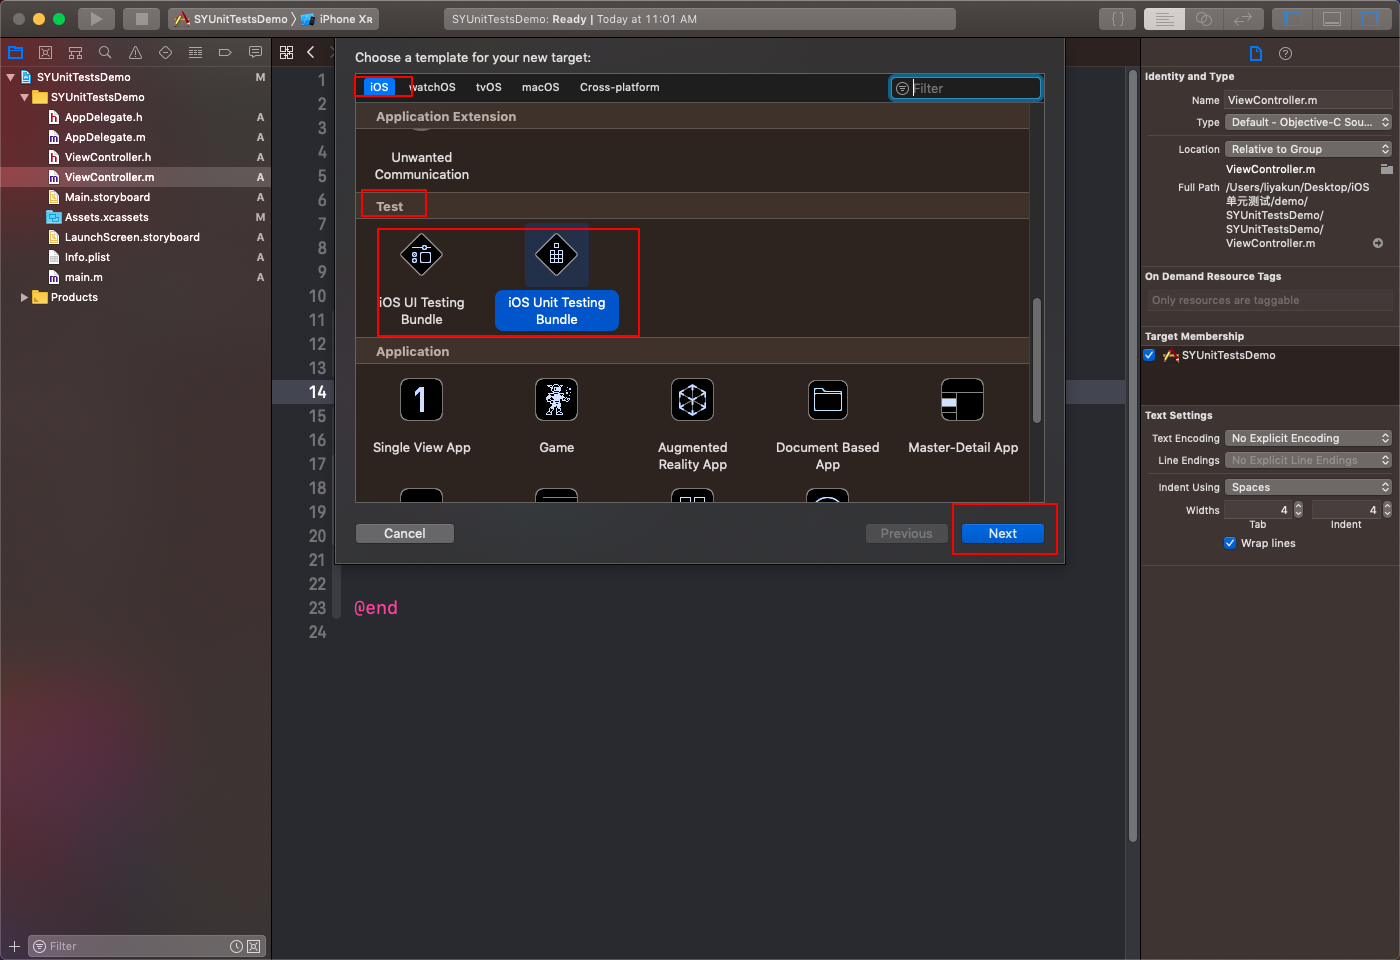 SYUnitTestsDemo
iPhone XR
SYUnitTestsDemo: Ready | Today at 11:01 AM
{}
SYUnitTestsDemo
M
SYUnitTestsDemo
AppDelegate.h
A
AppDelegate.m
A
ViewController.h
A
ViewController.m
A
Main.storyboard
A
Assets.xcassets
M
LaunchScreen.storyboard
A
Info.plist
A
main.m
A
Products
Filter
1
2
3
4
5
6
7
8
9
10
11
12
13
14
15
16
17
18
19
20
21
22
23
@end
24
Choose a template for your new target:
iOS
watchOS
tvOS
macOS
Cross-platform
Filter
Application Extension
Unwanted
Communication
Test
iOS UI Testing
Bundle
iOS Unit Testing
Bundle
Application
1
Single View App
Game
Augmented
Reality App
Document Based
App
Master-Detail App
Cancel
Previous
Next
Identity and Type
Name
ViewController.m
Type
Default - Objective-C Sou...
Location
Relative to Group
ViewController.m
Full Path
/Users/liyakun/Desktop/iOS
单元测试/demo/
SYUnitTestsDemo/
SYUnitTestsDemo/
ViewController.m
On Demand Resource Tags
Only resources are taggable
Target Membership
SYUnitTestsDemo
Text Settings
Text Encoding
No Explicit Encoding
Line Endings
No Explicit Line Endings
Indent Using
Spaces
Widths
4
4
Tab
Indent
Wrap lines